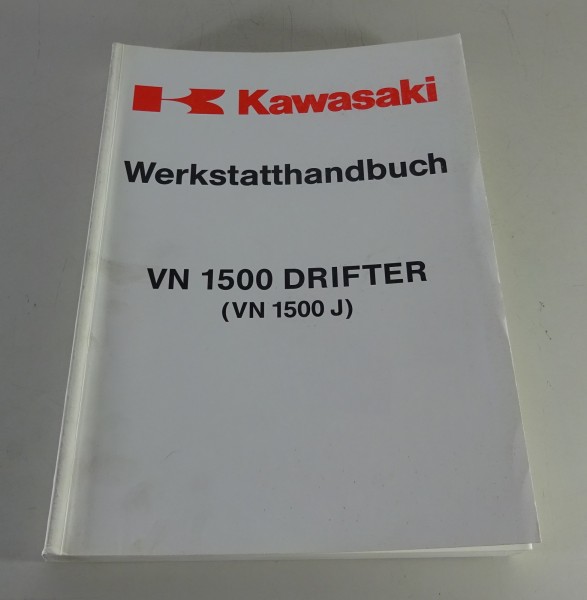 Kawasaki
Werkstatthandbuch
VN 1500 DRIFTER
(VN 1500 J)